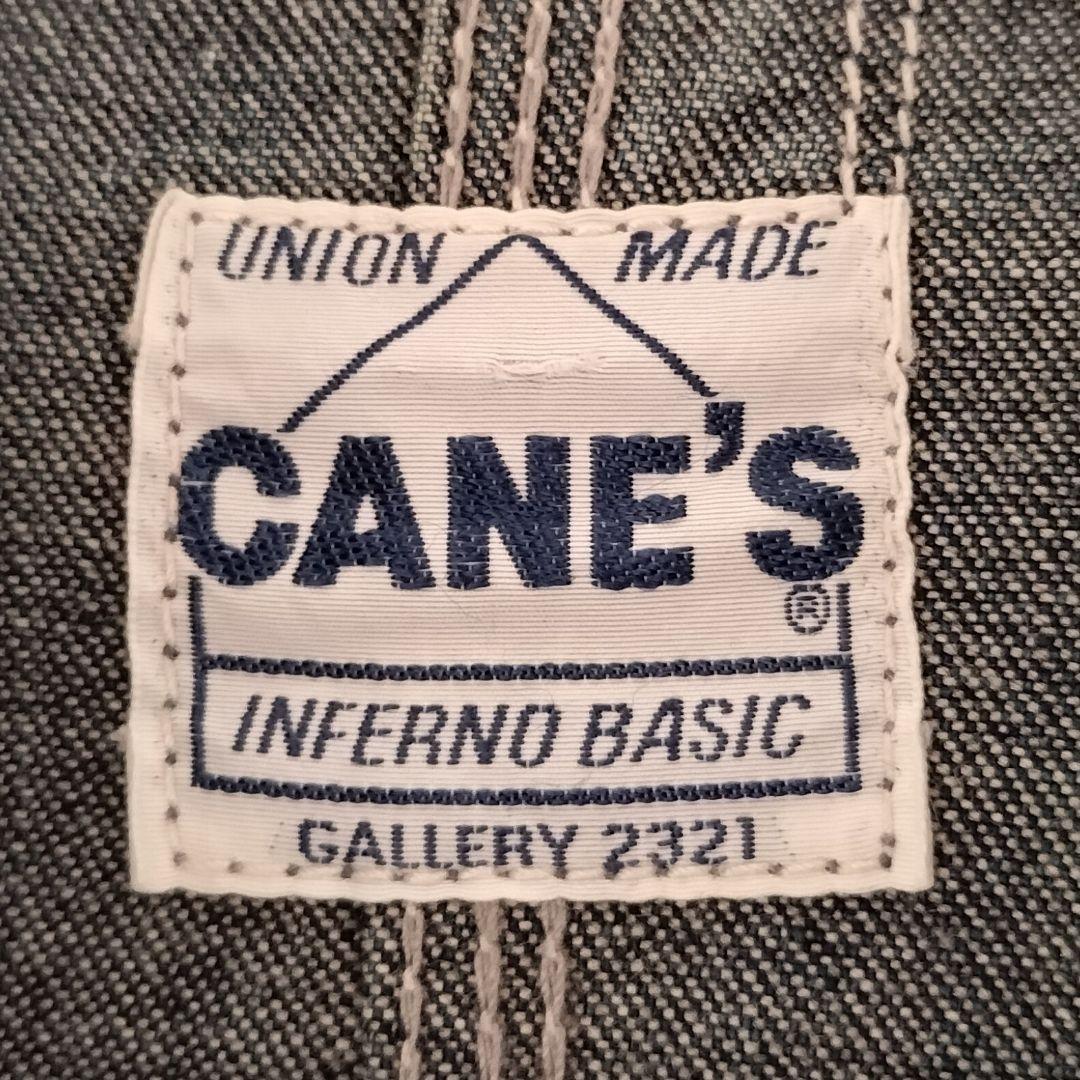 UNION MADE
CANE'S
®
INFERNO BASIC
GALLERY 2321